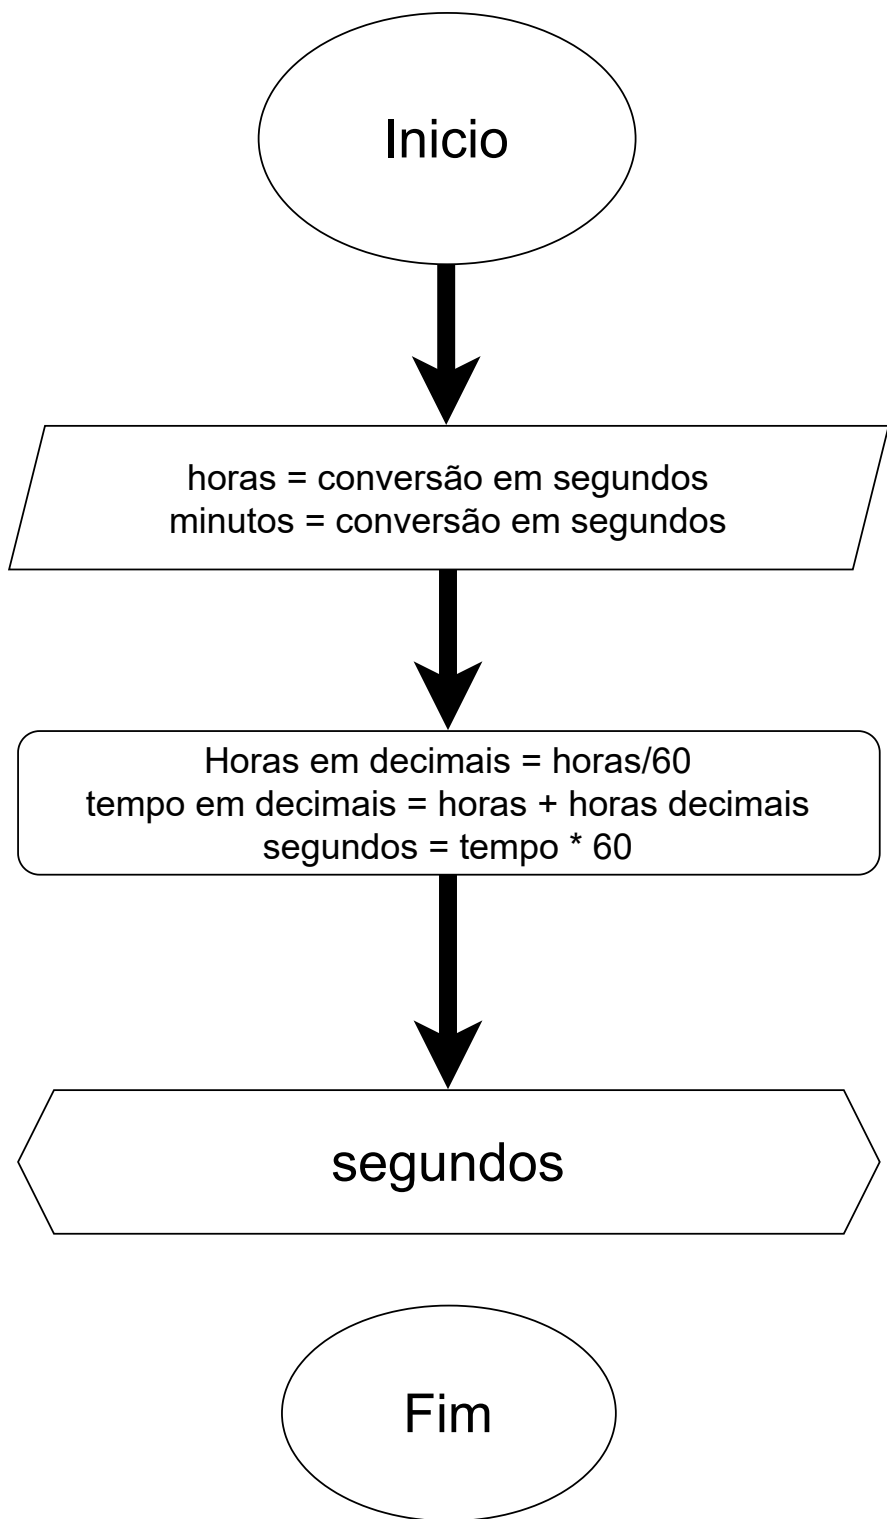 Inicio
horas = conversão em segundos
minutos = conversão em segundos
Horas em decimais = horas/60
tempo em decimais = horas + horas decimais
segundos = tempo * 60
segundos
Fim